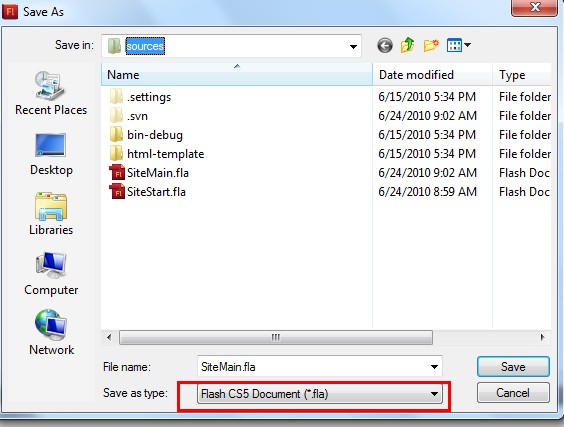 Save As
Save in: sources
Name Date modified Type
Recent Places
Desktop
Libraries
Computer
Network
.settings 6/15/2010 5:34 PM File folder
.svn 6/24/2010 9:02 AM File folder
bin-debug 6/15/2010 5:34 PM File folder
html-template 6/15/2010 5:34 PM File folder
Fl SiteMain.fla 6/24/2010 9:02 AM Flash Doc
Fl SiteStart.fla 6/24/2010 8:59 AM Flash Doc
File name: SiteMain.fla Save
Save as type: Flash CS5 Document (*.fla) Cancel